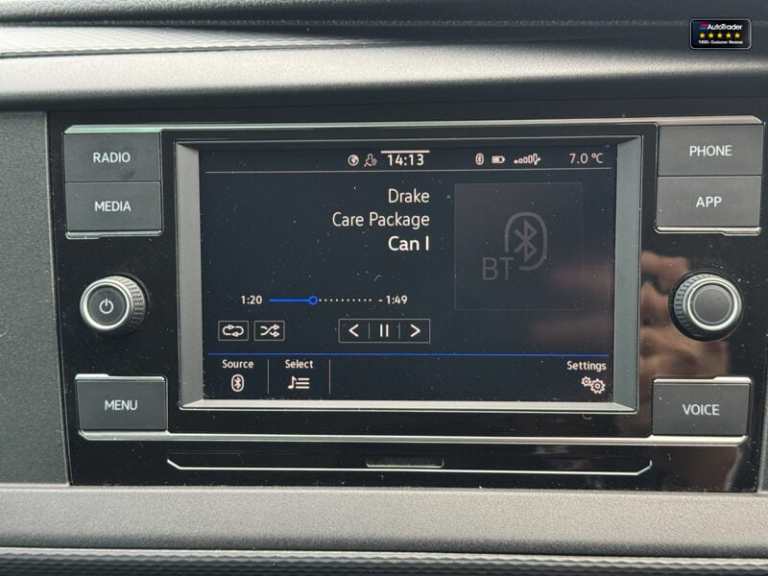 AutoTrader
RADIO
MEDIA
MENU
14:13
7.0 °C
Drake
Care Package
Can I
BT
1:20
- 1:49
Source
Select
Settings
PHONE
APP
VOICE